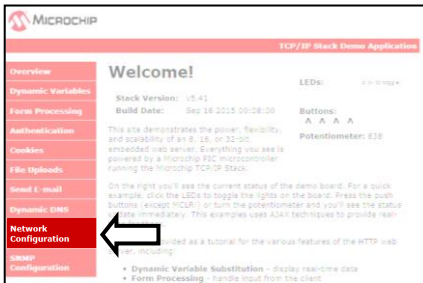 MICROCHIP
TCP/IP Stack Demo Application
Overview
Dynamic Variables
Form Processing
Authentication
Cookies
File Uploads
Send E-mail
Dynamic DNS
Network
Configuration
SNMP
Configuration
Welcome!
Stack Version: v5.41
Build Date: Sep 16 2015 09:26:00
This site demonstrates the power, flexibility,
and scalability of an 8, 16, or 32-bit
embedded web server. Everything you see is
powered by a Microchip PIC microcontroller
running the Microchip TCP/IP Stack.
LEDs:
Buttons:
Λ Λ Λ Λ
Potentiometer: 638
On the right you'll see the current status of the demo board. For a quick
example, click the LEDs to toggle the lights on the board. Press the push
buttons (except MCLR!) or turn the potentiometer and you'll see the status
update immediately. This examples uses AJAX techniques to provide real-
provided as a tutorial for the various features of the HTTP web
server, including:
• Dynamic Variable Substitution - display real-time data
• Form Processing - handle input from the client